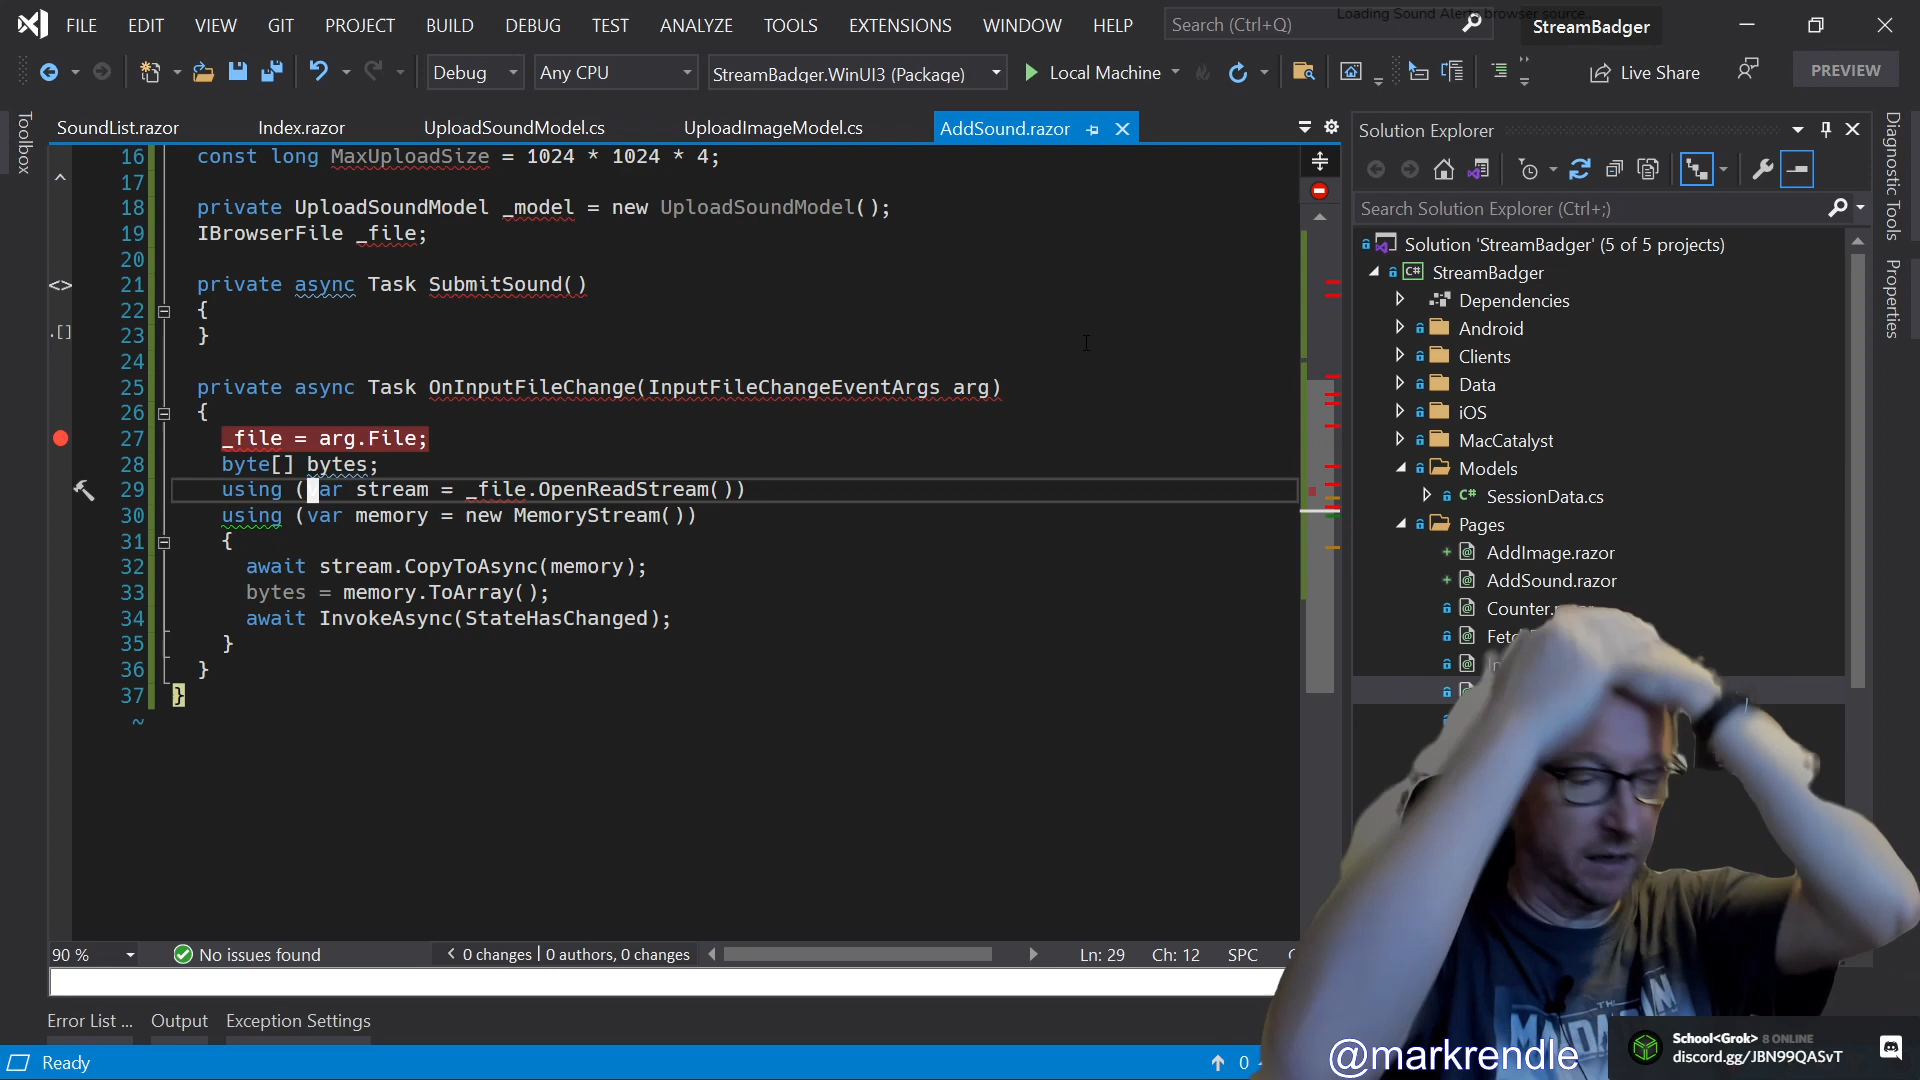 Loading Sound Alerts browser source...
FILE EDIT VIEW GIT PROJECT BUILD DEBUG TEST ANALYZE TOOLS EXTENSIONS WINDOW HELP Search (Ctrl+Q) StreamBadger
Debug Any CPU StreamBadger.WinUI3 (Package) Local Machine Live Share PREVIEW
Toolbox
SoundList.razor Index.razor UploadSoundModel.cs UploadImageModel.cs AddSound.razor
16 const long MaxUploadSize = 1024 * 1024 * 4;
17
18 private UploadSoundModel _model = new UploadSoundModel();
19 IBrowserFile _file;
20
21 private async Task SubmitSound()
22 {
23 }
24
25 private async Task OnInputFileChange(InputFileChangeEventArgs arg)
26 {
27 _file = arg.File;
28 byte[] bytes;
29 using (var stream = _file.OpenReadStream())
30 using (var memory = new MemoryStream())
31 {
32 await stream.CopyToAsync(memory);
33 bytes = memory.ToArray();
34 await InvokeAsync(StateHasChanged);
35 }
36 }
37 }
~
90 % No issues found 0 changes | 0 authors, 0 changes Ln: 29 Ch: 12 SPC
Error List ... Output Exception Settings
Ready 0
Solution Explorer
Search Solution Explorer (Ctrl+;)
Solution 'StreamBadger' (5 of 5 projects)
StreamBadger
Dependencies
Android
Clients
Data
iOS
MacCatalyst
Models
SessionData.cs
Pages
AddImage.razor
AddSound.razor
Diagnostic Tools
Properties
@markrendle
School<Grok> 8 ONLINE
discord.gg/JBN99QASvT